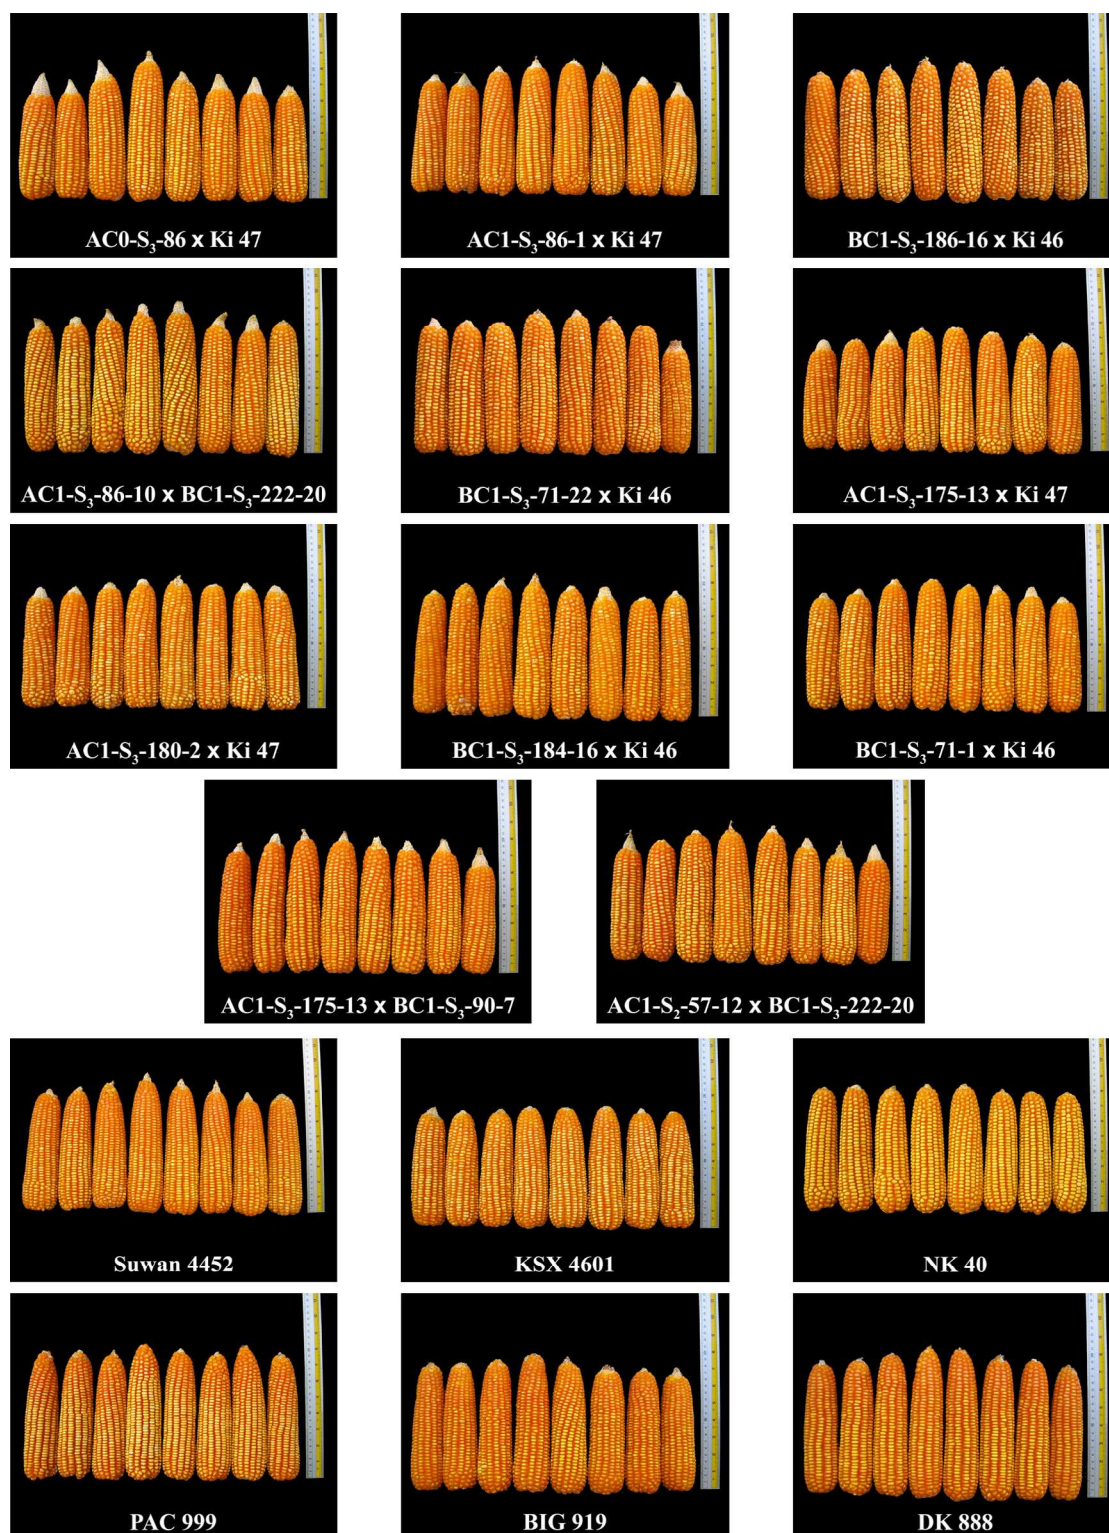 AC0-S₃-86 x Ki 47
AC1-S₃-86-1 x Ki 47
BC1-S₃-186-16 x Ki 46
AC1-S₃-86-10 x BC1-S₃-222-20
BC1-S₃-71-22 x Ki 46
AC1-S₃-175-13 x Ki 47
AC1-S₃-180-2 x Ki 47
BC1-S₃-184-16 x Ki 46
BC1-S₃-71-1 x Ki 46
AC1-S₃-175-13 x BC1-S₃-90-7
AC1-S₂-57-12 x BC1-S₃-222-20
Suwan 4452
KSX 4601
NK 40
PAC 999
BIG 919
DK 888